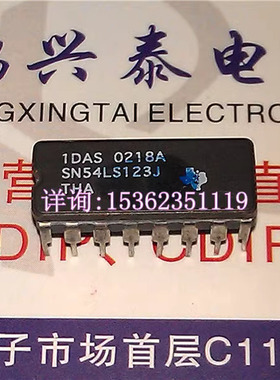 兴泰电
GXINGTAI ELECTRO
1DAS 0218A
SN54LS123J
THA
详询:15362351119
CDIP
子市场首层C11